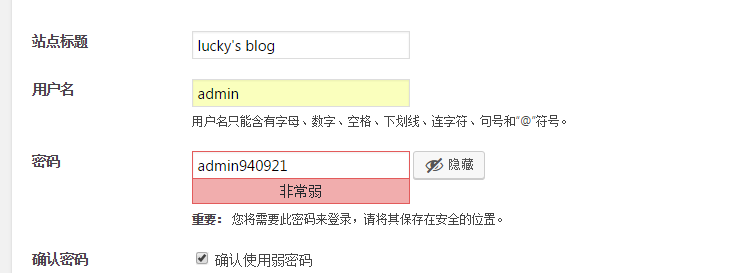 站点标题 lucky's blog
用户名 admin
用户名只能含有字母、数字、空格、下划线、连字符、句号和“@”符号。
密码 admin940921 隐藏
非常弱
重要： 您将需要此密码来登录，请将其保存在安全的位置。
确认密码 确认使用弱密码